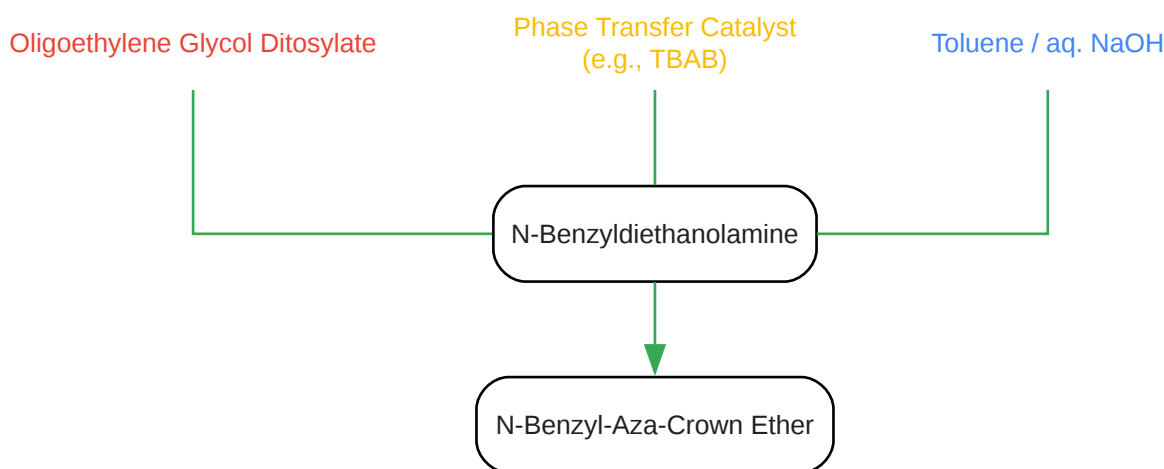 Oligoethylene Glycol Ditosylate
Phase Transfer Catalyst
(e.g., TBAB)
Toluene / aq. NaOH
N-Benzyldiethanolamine
N-Benzyl-Aza-Crown Ether